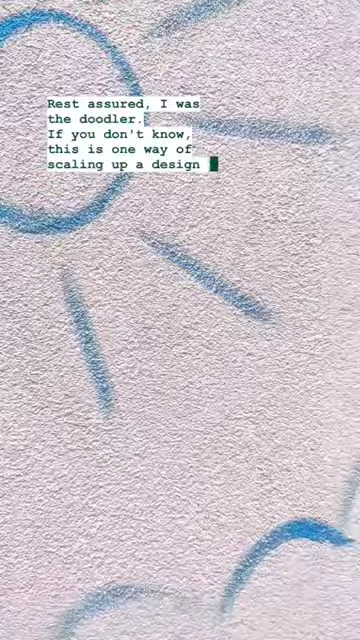 Rest assured, I was
the doodler.
If you don't know,
this is one way of
scaling up a design